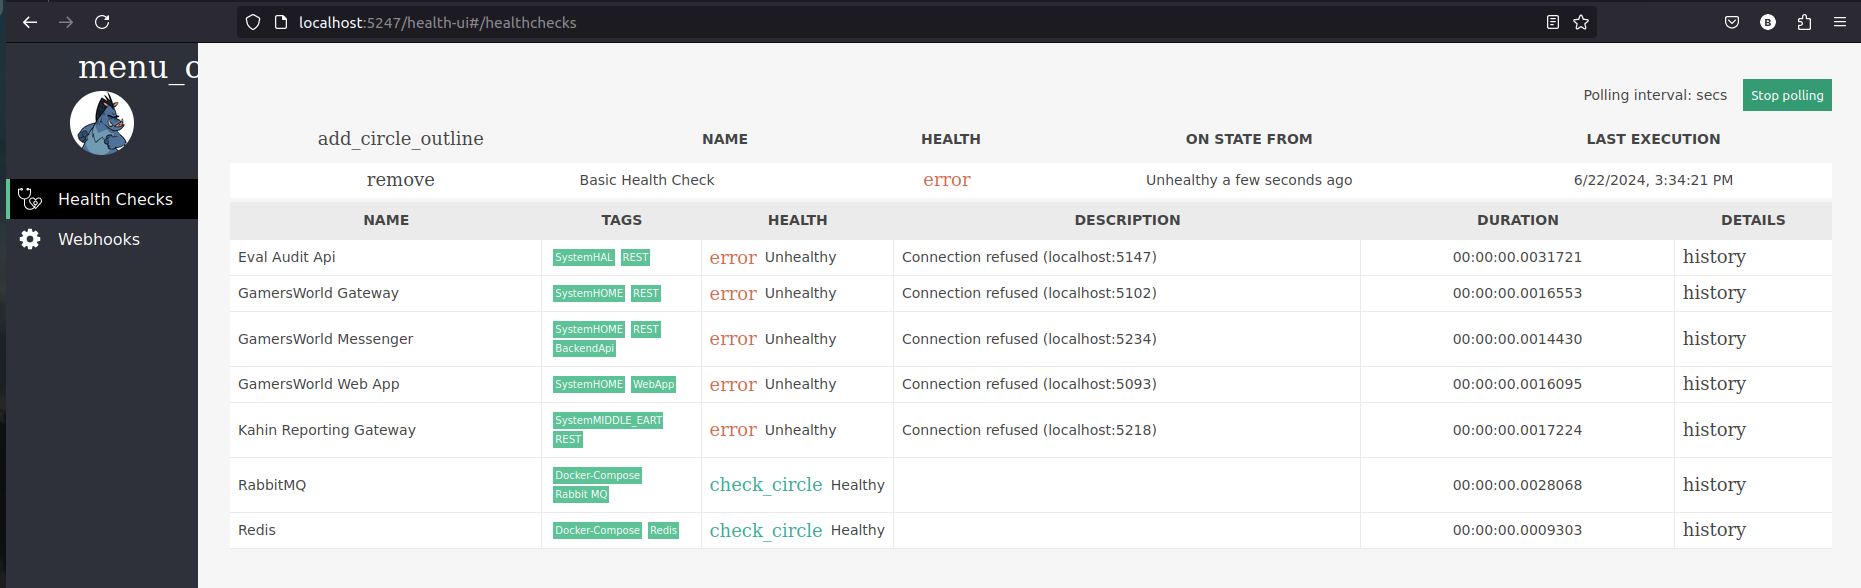 localhost:5247/health-ui#/healthchecks
B
menu_o
Polling interval: secs Stop polling
add_circle_outline NAME HEALTH ON STATE FROM LAST EXECUTION
remove Basic Health Check error Unhealthy a few seconds ago 6/22/2024, 3:34:21 PM
Health Checks
Webhooks
NAME TAGS HEALTH DESCRIPTION DURATION DETAILS
Eval Audit Api SystemHAL REST error Unhealthy Connection refused (localhost:5147) 00:00:00.0031721 history
GamersWorld Gateway SystemHOME REST error Unhealthy Connection refused (localhost:5102) 00:00:00.0016553 history
GamersWorld Messenger SystemHOME REST BackendApi error Unhealthy Connection refused (localhost:5234) 00:00:00.0014430 history
GamersWorld Web App SystemHOME WebApp error Unhealthy Connection refused (localhost:5093) 00:00:00.0016095 history
Kahin Reporting Gateway SystemMIDDLE_EART REST error Unhealthy Connection refused (localhost:5218) 00:00:00.0017224 history
RabbitMQ Docker-Compose Rabbit MQ check_circle Healthy 00:00:00.0028068 history
Redis Docker-Compose Redis check_circle Healthy 00:00:00.0009303 history